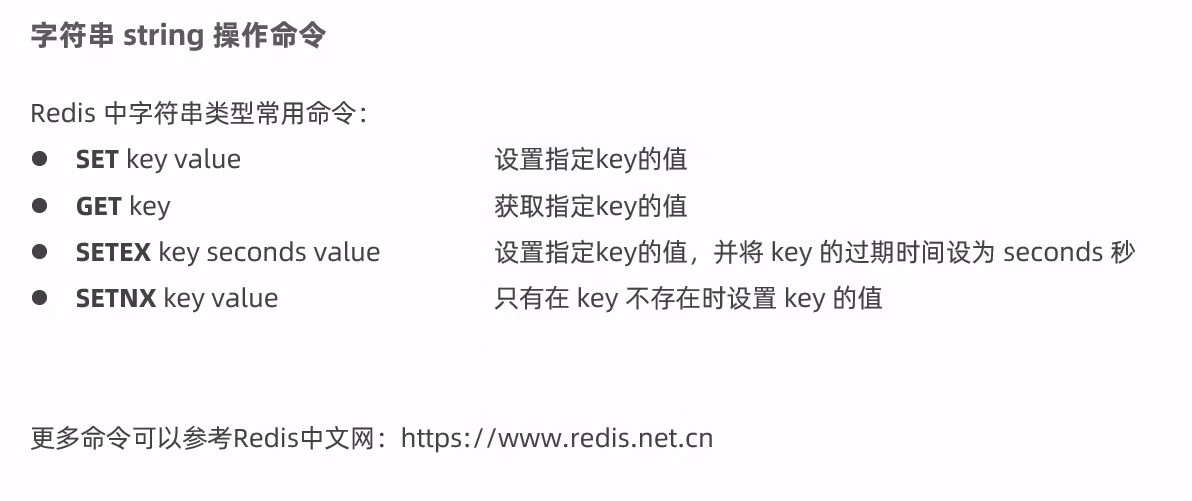 字符串 string 操作命令
Redis 中字符串类型常用命令：
● SET key value 设置指定key的值
● GET key 获取指定key的值
● SETEX key seconds value 设置指定key的值，并将 key 的过期时间设为 seconds 秒
● SETNX key value 只有在 key 不存在时设置 key 的值
更多命令可以参考Redis中文网：https://www.redis.net.cn